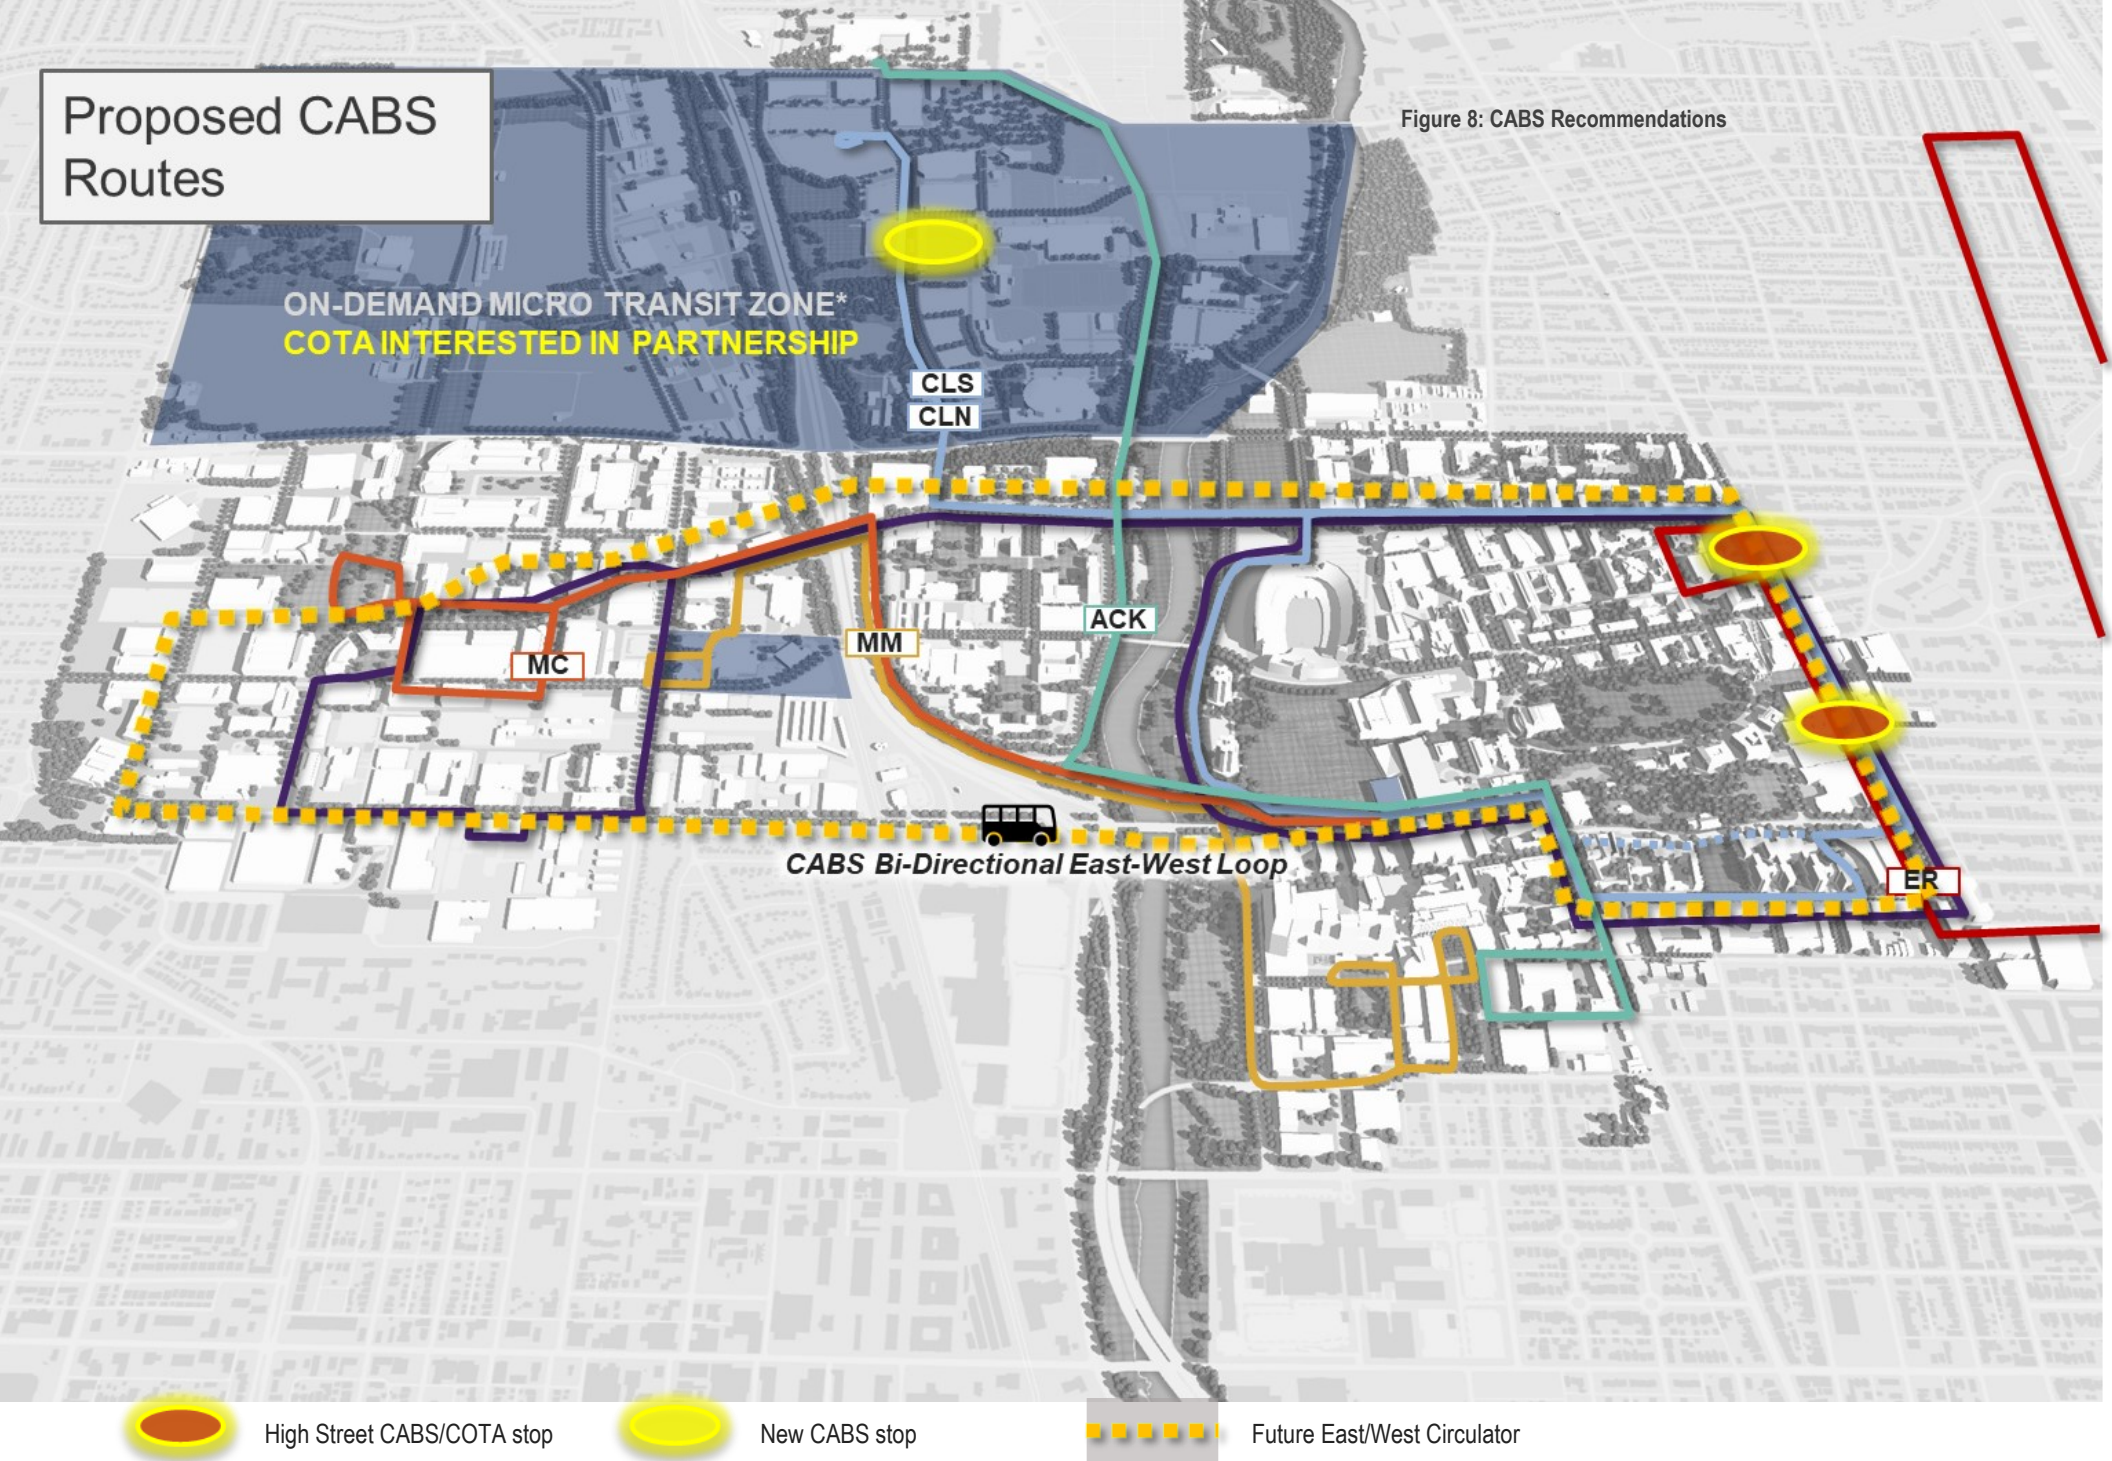 Proposed CABS
Routes
Figure 8: CABS Recommendations
ON-DEMAND MICRO TRANSIT ZONE*
COTA INTERESTED IN PARTNERSHIP
CLS
CLN
ACK
MM
MC
CABS Bi-Directional East-West Loop
ER
High Street CABS/COTA stop
New CABS stop
Future East/West Circulator